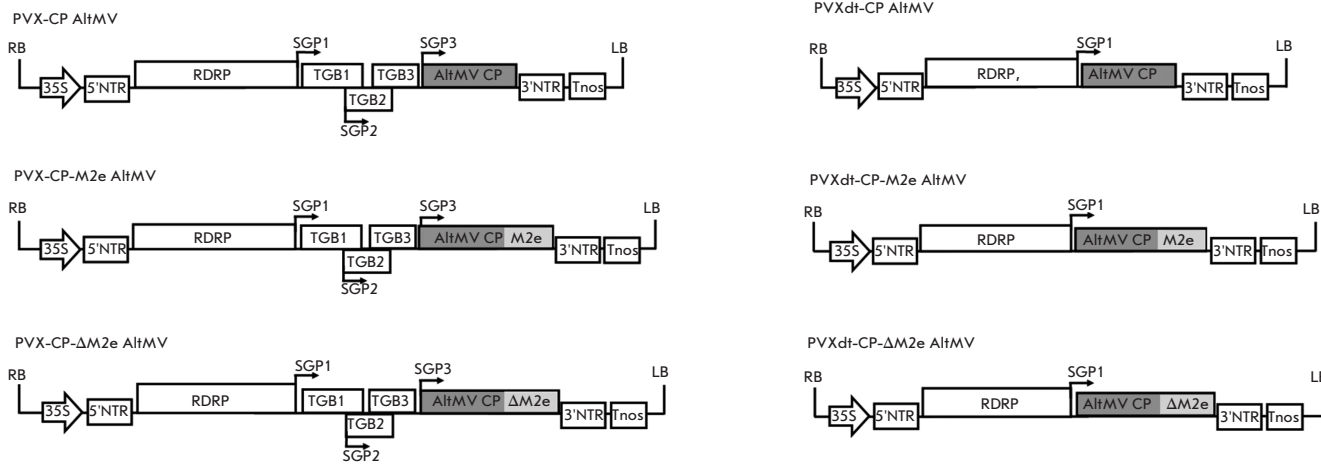 PVX-CP AltMV
RB
35S
5'NTR
RDRP
SGP1
TGB1
TGB2
SGP2
TGB3
SGP3
AltMV CP
3'NTR
Tnos
LB
PVXdt-CP AltMV
RB
35S
5'NTR
RDRP,
SGP1
AltMV CP
3'NTR
Tnos
LB
PVX-CP-M2e AltMV
RB
35S
5'NTR
RDRP
SGP1
TGB1
TGB2
SGP2
TGB3
SGP3
AltMV CP
M2e
3'NTR
Tnos
LB
PVXdt-CP-M2e AltMV
RB
35S
5'NTR
RDRP
SGP1
AltMV CP
M2e
3'NTR
Tnos
LB
PVX-CP-ΔM2e AltMV
RB
35S
5'NTR
RDRP
SGP1
TGB1
TGB2
SGP2
TGB3
SGP3
AltMV CP
ΔM2e
3'NTR
Tnos
LB
PVXdt-CP-ΔM2e AltMV
RB
35S
5'NTR
RDRP
SGP1
AltMV CP
ΔM2e
3'NTR
Tnos